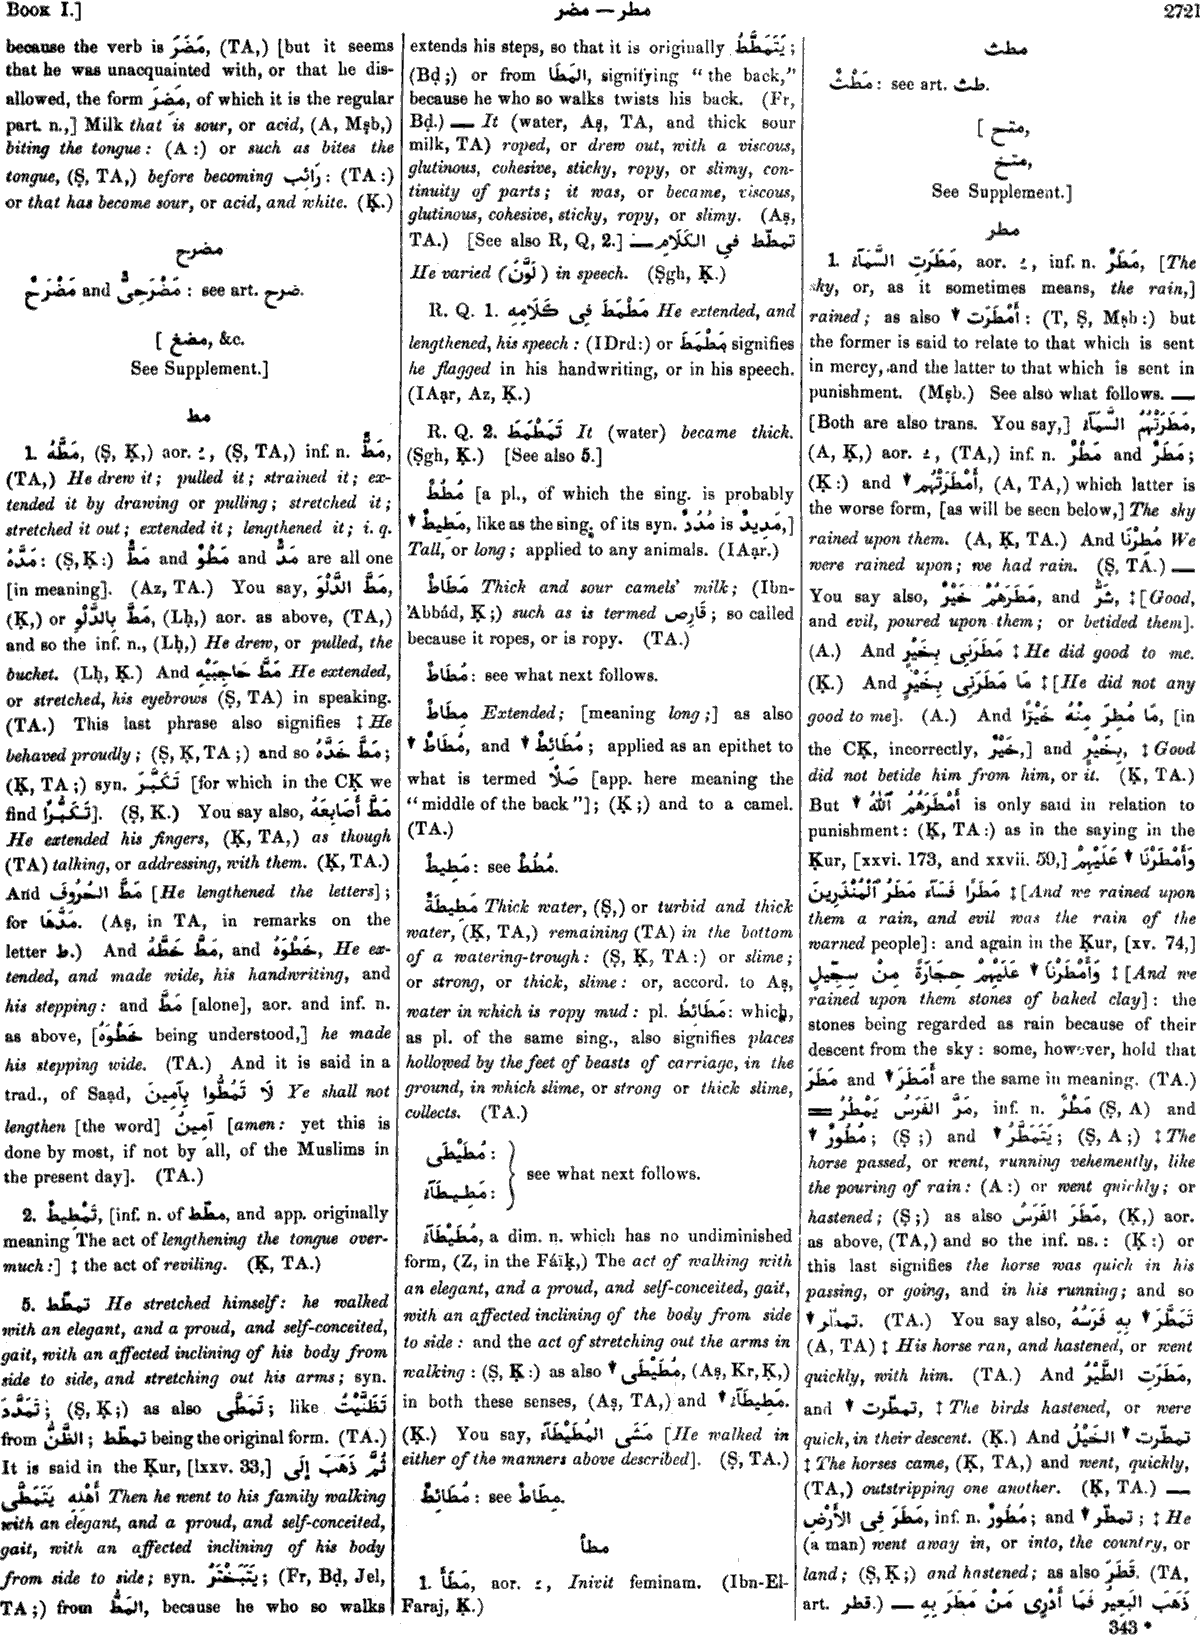 Book I.]
مضر — مطر
2721
because the verb is مَضَرَ, (TA,) [but it seems
that he was unacquainted with, or that he dis-
allowed, the form مَضِرَ, of which it is the regular
part. n.,] Milk that is sour, or acid, (A, Mṣb,)
biting the tongue: (A:) or such as bites the
tongue, (Ṣ, TA,) before becoming رَائِب: (TA:)
or that has become sour, or acid, and white. (Ḳ.)
مضرح
مَضْرَحٌ and مَضْرَحِىٌّ: see art. ضرح.
[مضغ, &c.
See Supplement.]
مط
1. مَطَّهُ, (Ṣ, Ḳ,) aor. ـُ, (Ṣ, TA,) inf. n. مَطٌّ,
(TA,) He drew it; pulled it; strained it; ex-
tended it by drawing or pulling; stretched it;
stretched it out; extended it; lengthened it; i. q.
مَدَّهُ: (Ṣ, Ḳ:) مَطٌّ and مَطْوٌ and مَدٌّ are all one
[in meaning]. (Az, TA.) You say, مَطَّ الدَّلْوَ,
(Ḳ,) or مَطَّ بِالدَّلْوِ, (Lḥ,) aor. as above, (TA,)
and so the inf. n., (Lḥ,) He drew, or pulled, the
bucket. (Lḥ, Ḳ.) And مَطَّ حَاجِبَيْهِ He extended,
or stretched, his eyebrows (Ṣ, TA) in speaking.
(TA.) This last phrase also signifies ‡ He
behaved proudly; (Ṣ, Ḳ, TA;) and so مَطَّ خَدَّهُ;
(Ḳ, TA;) syn. تَكَبَّرَ [for which in the CḲ we
find تَكَبُّرًا]. (Ṣ, K.) You say also, مَطَّ أَصَابِعَهُ
He extended his fingers, (Ḳ, TA,) as though
(TA) talking, or addressing, with them. (Ḳ, TA.)
And مَطَّ الحُرُوفَ [He lengthened the letters];
for مَدَّهَا. (Aṣ, in TA, in remarks on the
letter ط.) And مَطَّ خَطَّهُ, and خَطْوَهُ, He ex-
tended, and made wide, his handwriting, and
his stepping: and مَطَّ [alone], aor. and inf. n.
as above, [خَطْوَهُ being understood,] he made
his stepping wide. (TA.) And it is said in a
trad., of Saạd, لَا تَمُطُّوا بِآمِينَ Ye shall not
lengthen [the word] آمِينَ [amen: yet this is
done by most, if not by all, of the Muslims in
the present day]. (TA.)
2. تَمْطِيطٌ, [inf. n. of مطّط, and app. originally
meaning The act of lengthening the tongue over-
much:] ‡ the act of reviling. (Ḳ, TA.)
5. تمطّط He stretched himself: he walked
with an elegant, and a proud, and self-conceited,
gait, with an affected inclining of his body from
side to side, and stretching out his arms; syn.
تَمَدَّدَ; (Ṣ, Ḳ;) as also تَمَطَّى; like تَظَنَّيْتُ
from الظَّنُّ; تمطّط being the original form. (TA.)
It is said in the Ḳur, [lxxv. 33,] ثُمَّ ذَهَبَ إِلَى
أَهْلِهِ يَتَمَطَّى Then he went to his family walking
with an elegant, and a proud, and self-conceited,
gait, with an affected inclining of his body
from side to side; syn. يَتَبَخْتَرُ; (Fr, Bḍ, Jel,
TA;) from المَطُّ, because he who so walks
extends his steps, so that it is originally يَتَمَطَّطُ;
(Bḍ;) or from المَطَا, signifying "the back,"
because he who so walks twists his back. (Fr,
Bḍ.) — It (water, Aṣ, TA, and thick sour
milk, TA) roped, or drew out, with a viscous,
glutinous, cohesive, sticky, ropy, or slimy, con-
tinuity of parts; it was, or became, viscous,
glutinous, cohesive, sticky, ropy, or slimy. (Aṣ,
TA.) [See also R, Q, 2.] — تمطّط فِى الكَلَامِ
He varied (لَوَّنَ) in speech. (Ṣgh, Ḳ.)
R. Q. 1. مَطْمَطَ فِى كَلَامِهِ He extended, and
lengthened, his speech: (IDrd:) or مَطْمَطَ signifies
he flagged in his handwriting, or in his speech.
(IAạr, Az, Ḳ.)
R. Q. 2. تَمَطْمَطَ It (water) became thick.
(Ṣgh, Ḳ.) [See also 5.]
مُطُطٌ [a pl., of which the sing. is probably
▼ مَطِيطٌ, like as the sing. of its syn. مُدُدٌ is مَدِيدٌ,]
Tall, or long; applied to any animals. (IAạr.)
مَطَاطٌ Thick and sour camels' milk; (Ibn-
'Abbád, Ḳ;) such as is termed قَارِص; so called
because it ropes, or is ropy. (TA.)
مُطَاطٌ: see what next follows.
مِطَاطٌ Extended; [meaning long;] as also
▼ مُطَاطٌ, and ▼ مُطَائِطٌ; applied as an epithet to
what is termed صَلًا [app. here meaning the
"middle of the back"]; (Ḳ;) and to a camel.
(TA.)
مَطِيطٌ: see مُطُطٌ.
مَطِيطَةٌ Thick water, (Ṣ,) or turbid and thick
water, (Ḳ, TA,) remaining (TA) in the bottom
of a watering-trough: (Ṣ, Ḳ, TA:) or slime;
or strong, or thick, slime: or, accord. to Aṣ,
water in which is ropy mud: pl. مَطَائِطُ: which,
as pl. of the same sing., also signifies places
hollowed by the feet of beasts of carriage, in the
ground, in which slime, or strong or thick slime,
collects. (TA.)
مُطَيْطَى:
مَطِيطَآءُ:
see what next follows.
مُطَيْطَآءُ, a dim. n. which has no undiminished
form, (Z, in the Fáïḳ,) The act of walking with
an elegant, and a proud, and self-conceited, gait,
with an affected inclining of the body from side
to side: and the act of stretching out the arms in
walking: (Ṣ, Ḳ:) as also ▼ مُطَيْطَى, (Aṣ, Kr, Ḳ,)
in both these senses, (Aṣ, TA,) and ▼ مَطِيطَآءُ.
(Ḳ.) You say, مَشَى المُطَيْطَآءَ [He walked in
either of the manners above described]. (Ṣ, TA.)
مُطَائِطٌ: see مِطَاطٌ.
مطأ
1. مَطَأَ, aor. ـَ, Inivit feminam. (Ibn-El-
Faraj, Ḳ.)
مطث
مَطْثٌ: see art. طث.
[متح,
متخ,
See Supplement.]
مطر
1. مَطَرَتِ السَّمَآءُ, aor. ـُ, inf. n. مَطَرٌ, [The
sky, or, as it sometimes means, the rain,]
rained; as also ▼ أَمْطَرَت: (T, Ṣ, Mṣb:) but
the former is said to relate to that which is sent
in mercy, and the latter to that which is sent in
punishment. (Mṣb.) See also what follows. —
[Both are also trans. You say,] مَطَرَتْهُمُ السَّمَآءُ,
(A, Ḳ,) aor. ـُ, (TA,) inf. n. مَطْرٌ and مَطَرٌ;
(Ḳ:) and ▼ أَمْطَرَتْهُم, (A, TA,) which latter is
the worse form, [as will be seen below,] The sky
rained upon them. (A, Ḳ, TA.) And مُطِرْنَا We
were rained upon; we had rain. (Ṣ, TA.) —
You say also, مَطَرَهُمْ خَيْرٌ, and شَرٌّ, ‡ [Good,
and evil, poured upon them; or betided them].
(A.) And مَطَرَنِى بِخَيْرٍ ‡ He did good to me.
(Ḳ.) And مَا مَطَرَنِى بِخَيْرٍ ‡ [He did not any
good to me]. (A.) And مَا مُطِرَ مِنْهُ خَيْرًا, [in
the CḲ, incorrectly, خَيْرٌ,] and بِخَيْرٍ, ‡ Good
did not betide him from him, or it. (Ḳ, TA.)
But ▼ أَمْطَرَهُمُ ٱللّٰهُ is only said in relation to
punishment: (Ḳ, TA:) as in the saying in the
Ḳur, [xxvi. 173, and xxvii. 59,] وَأَمْطَرْنَا ▼ عَلَيْهِمْ
مَطَرًا فَسَآءَ مَطَرُ ٱلْمُنْذَرِينَ ‡ [And we rained upon
them a rain, and evil was the rain of the
warned people]: and again in the Ḳur, [xv. 74,]
وَأَمْطَرْنَا ▼ عَلَيْهِمْ حِجَارَةً مِنْ سِجِّيلٍ ‡ [And we
rained upon them stones of baked clay]: the
stones being regarded as rain because of their
descent from the sky: some, however, hold that
مَطَرَ and ▼ أَمْطَرَ are the same in meaning. (TA.)
= مَرَّ الفَرَسُ يَمْطُرُ, inf. n. مَطْرٌ (Ṣ, A) and
▼ مُطُورٌ; (Ṣ;) and ▼ يَتَمَطَّرُ; (Ṣ, A;) ‡ The
horse passed, or went, running vehemently, like
the pouring of rain: (A:) or went quickly; or
hastened; (Ṣ;) as also مَطَرَ الفَرَسُ, (Ḳ,) aor.
as above, (TA,) and so the inf. ns.: (Ḳ:) or
this last signifies the horse was quick in his
passing, or going, and in his running; and so
▼ تمطّر. (TA.) You say also, تَمَطَّرَ ▼ بِهِ فَرَسُهُ
(A, TA) ‡ His horse ran, and hastened, or went
quickly, with him. (TA.) And مَطَرَتِ الطَّيْرُ,
and ▼ تمطّرت, ‡ The birds hastened, or were
quick, in their descent. (Ḳ.) And تمطّرت ▼ الخَيْلُ
‡ The horses came, (Ḳ, TA,) and went, quickly,
(TA,) outstripping one another. (Ḳ, TA.) —
مَطَرَ فِى الأَرْضِ, inf. n. مُطُورٌ; and ▼ تمطّر; ‡ He
(a man) went away in, or into, the country, or
land; (Ṣ, Ḳ;) and hastened; as also قَطَرَ. (TA,
art. قطر.) — ذَهَبَ البَعِيرُ فَمَا أَدْرِى مَنْ مَطَرَ بِهِ
343 *